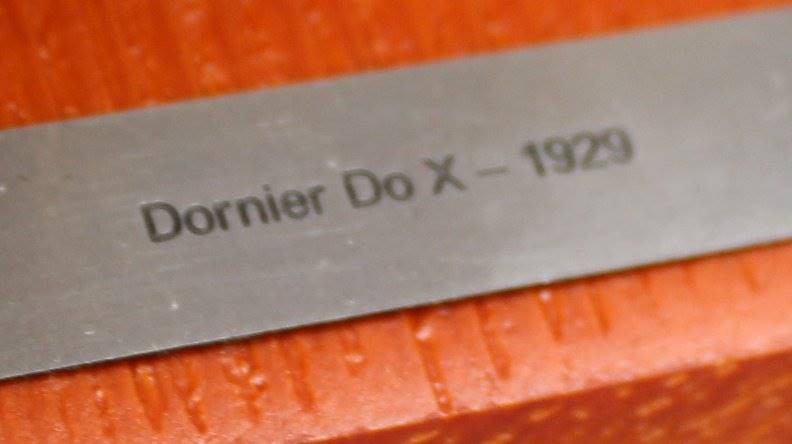 Dornier Do X – 1929